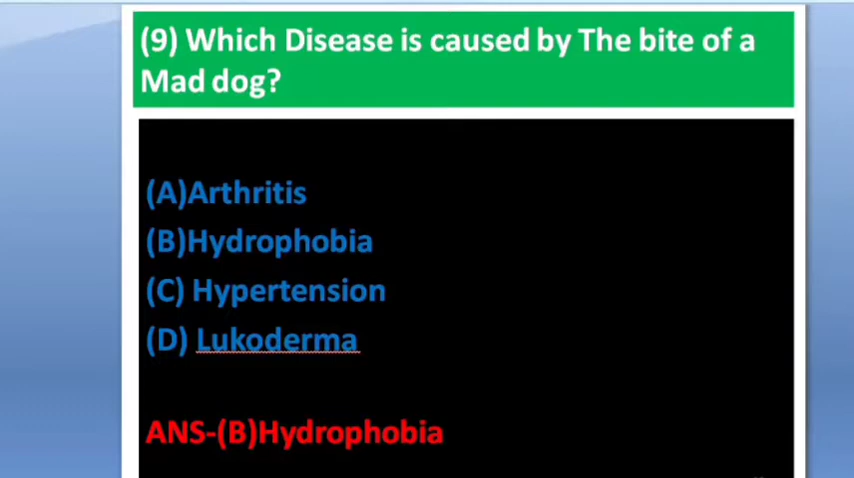 (9) Which Disease is caused by The bite of a
Mad dog?
(A)Arthritis
(B)Hydrophobia
(C) Hypertension
(D) Lukoderma
ANS-(B)Hydrophobia